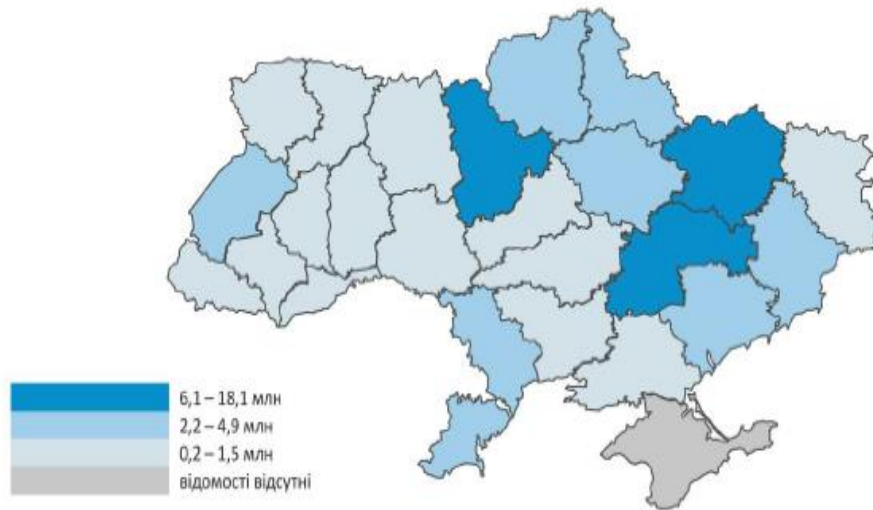 6,1 – 18,1 млн
2,2 – 4,9 млн
0,2 – 1,5 млн
відомості відсутні